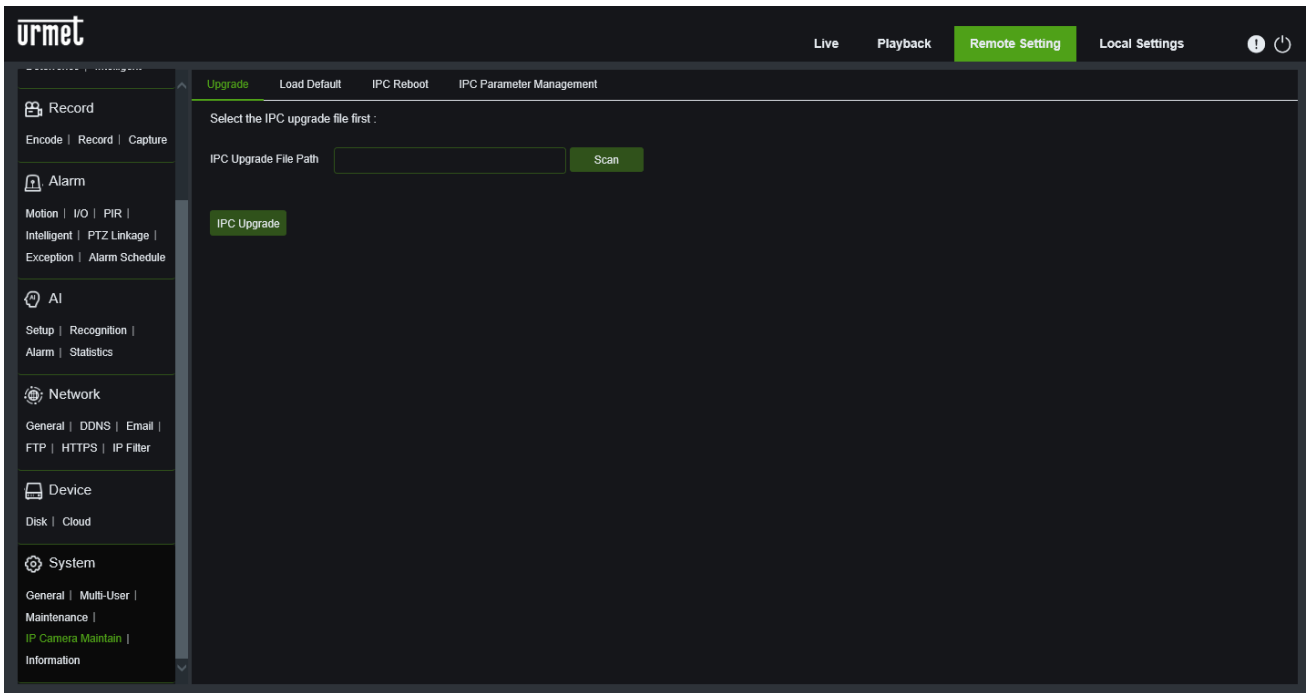 urmet
Live Playback Remote Setting Local Settings
Upgrade Load Default IPC Reboot IPC Parameter Management
Record
Encode | Record | Capture
Alarm
Motion | I/O | PIR |
Intelligent | PTZ Linkage |
Exception | Alarm Schedule
AI
Setup | Recognition |
Alarm | Statistics
Network
General | DDNS | Email |
FTP | HTTPS | IP Filter
Device
Disk | Cloud
System
General | Multi-User |
Maintenance |
IP Camera Maintain |
Information
Select the IPC upgrade file first :
IPC Upgrade File Path Scan
IPC Upgrade